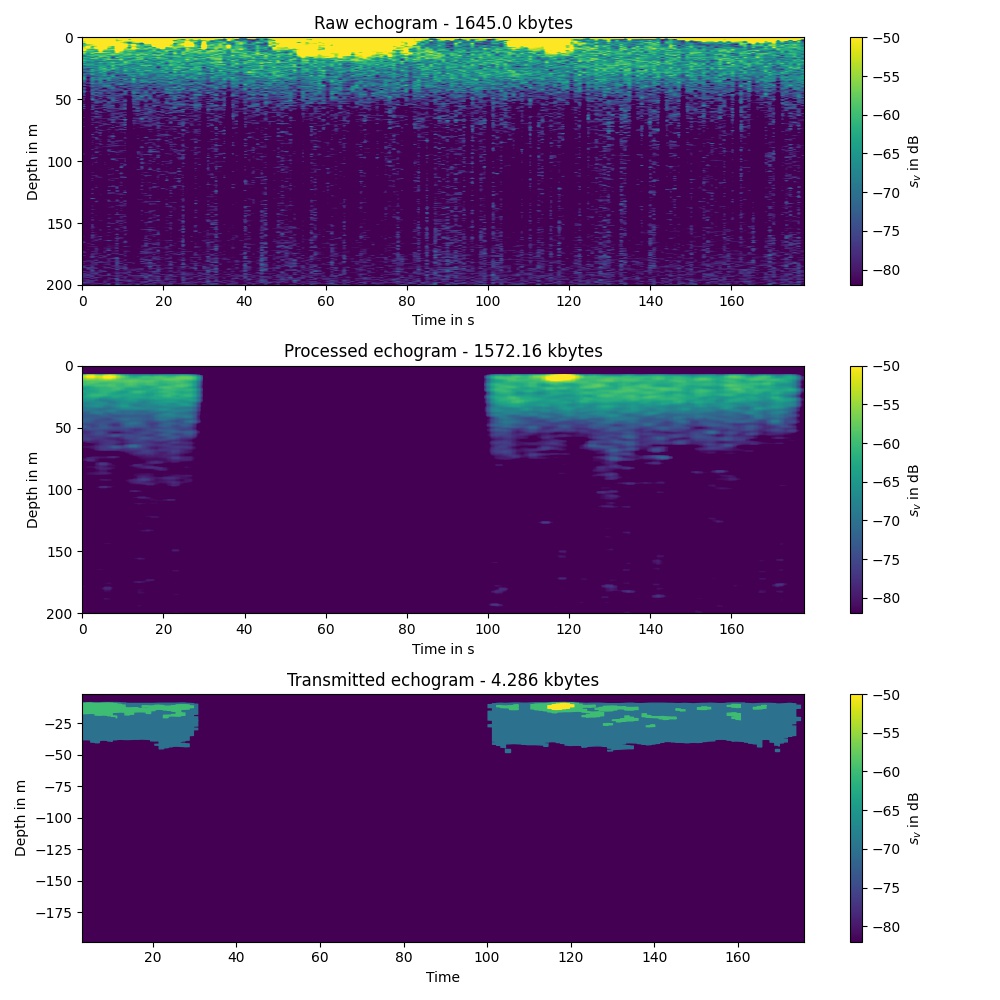 Raw echogram - 1645.0 kbytes
0
50
100
150
200
Depth in m
0 20 40 60 80 100 120 140 160
Time in s
−50
−55
−60
−65
−70
−75
−80
sv in dB
Processed echogram - 1572.16 kbytes
0
50
100
150
200
Depth in m
0 20 40 60 80 100 120 140 160
Time in s
−50
−55
−60
−65
−70
−75
−80
sv in dB
Transmitted echogram - 4.286 kbytes
−25
−50
−75
−100
−125
−150
−175
Depth in m
20 40 60 80 100 120 140 160
Time
−50
−55
−60
−65
−70
−75
−80
sv in dB